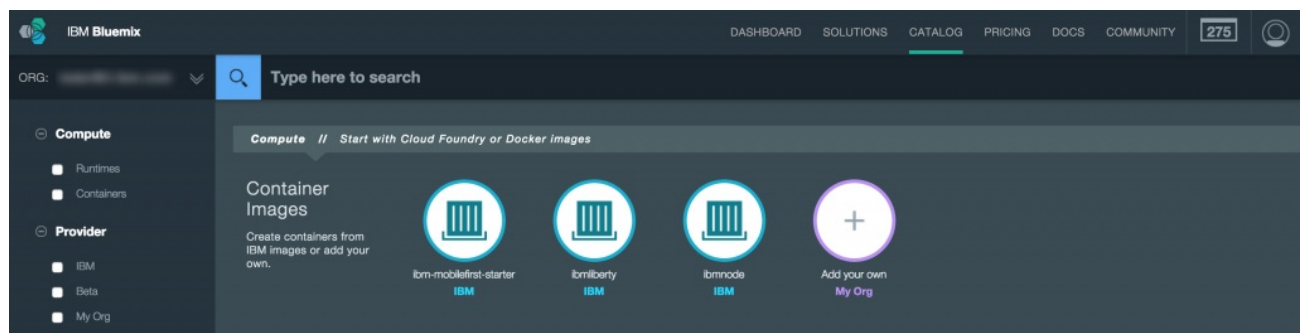 IBM Bluemix
DASHBOARD SOLUTIONS CATALOG PRICING DOCS COMMUNITY 275
ORG:
Type here to search
Compute
Runtimes
Containers
Provider
IBM
Beta
My Org
Compute // Start with Cloud Foundry or Docker images
Container
Images
Create containers from
IBM images or add your
own.
ibm-mobilefirst-starter
IBM
ibmliberty
IBM
ibmnode
IBM
Add your own
My Org